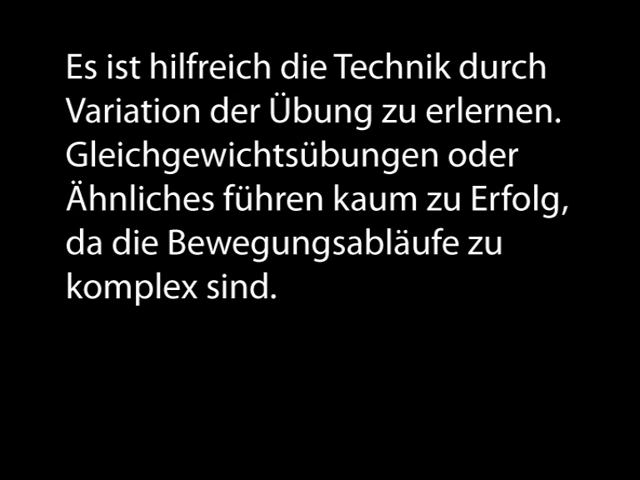 Es ist hilfreich die Technik durch
Variation der Übung zu erlernen.
Gleichgewichtsübungen oder
Ähnliches führen kaum zu Erfolg,
da die Bewegungsabläufe zu
komplex sind.